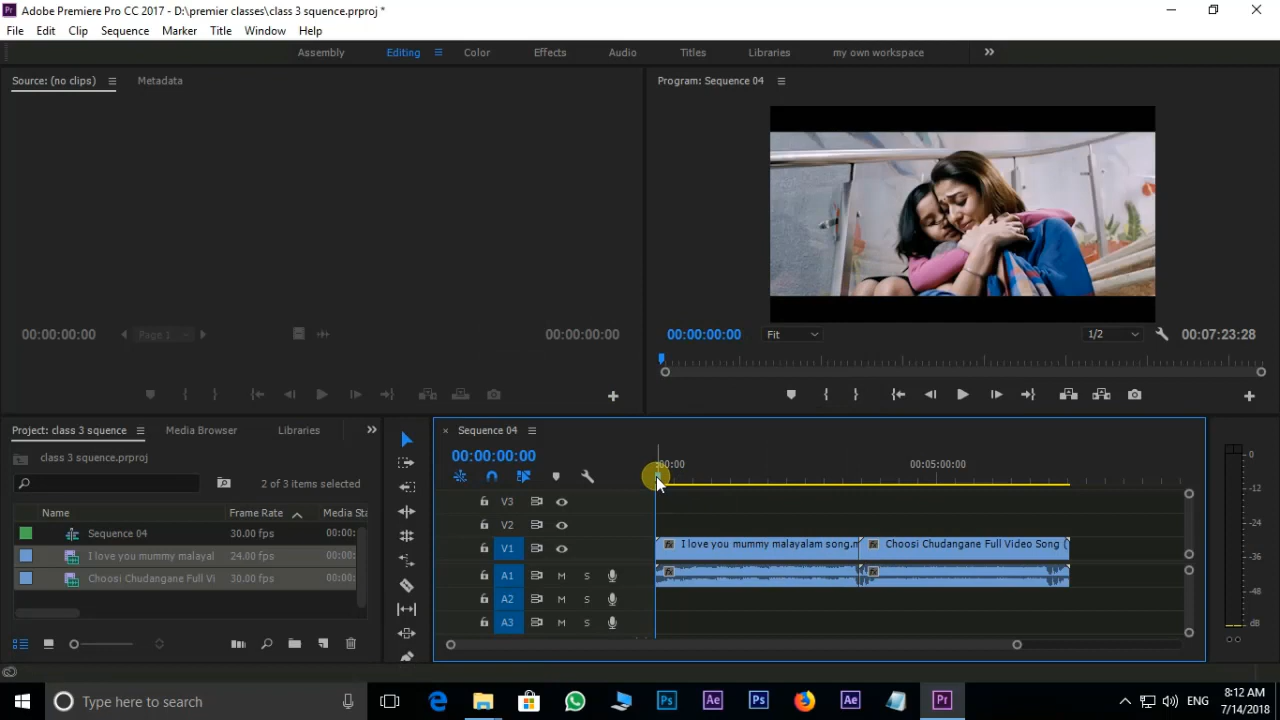 Adobe Premiere Pro CC 2017 - D:\premier classes\class 3 squence.prproj *
File Edit Clip Sequence Marker Title Window Help
Assembly Editing Color Effects Audio Titles Libraries my own workspace
Source: (no clips) Metadata
Program: Sequence 04
00:00:00:00 Page 1 00:00:00:00
00:00:00:00 Fit 1/2 00:07:23:28
Project: class 3 squence Media Browser Libraries
class 3 squence.prproj
2 of 3 items selected
Name Frame Rate Media Sta
Sequence 04 30.00 fps 00:00:
I love you mummy malayal 24.00 fps 00:00:
Choosi Chudangane Full Vi 30.00 fps 00:00:
Sequence 04
00:00:00:00
:00:00 00:05:00:00
V3
V2
V1 I love you mummy malayalam song.m Choosi Chudangane Full Video Song (
A1 M S
A2 M S
A3 M S
0
-12
-24
-36
-48
dB
Type here to search
ENG
8:12 AM
7/14/2018